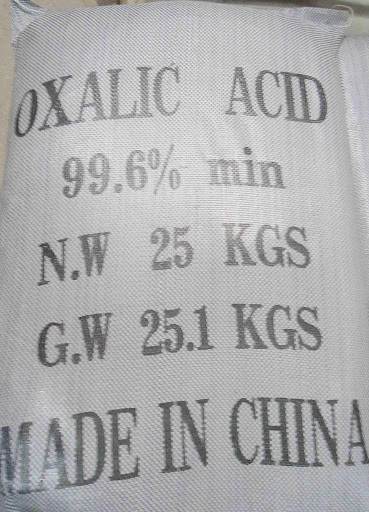 OXALIC ACID
99.6% min
N.W 25 KGS
G.W 25.1 KGS
MADE IN CHINA